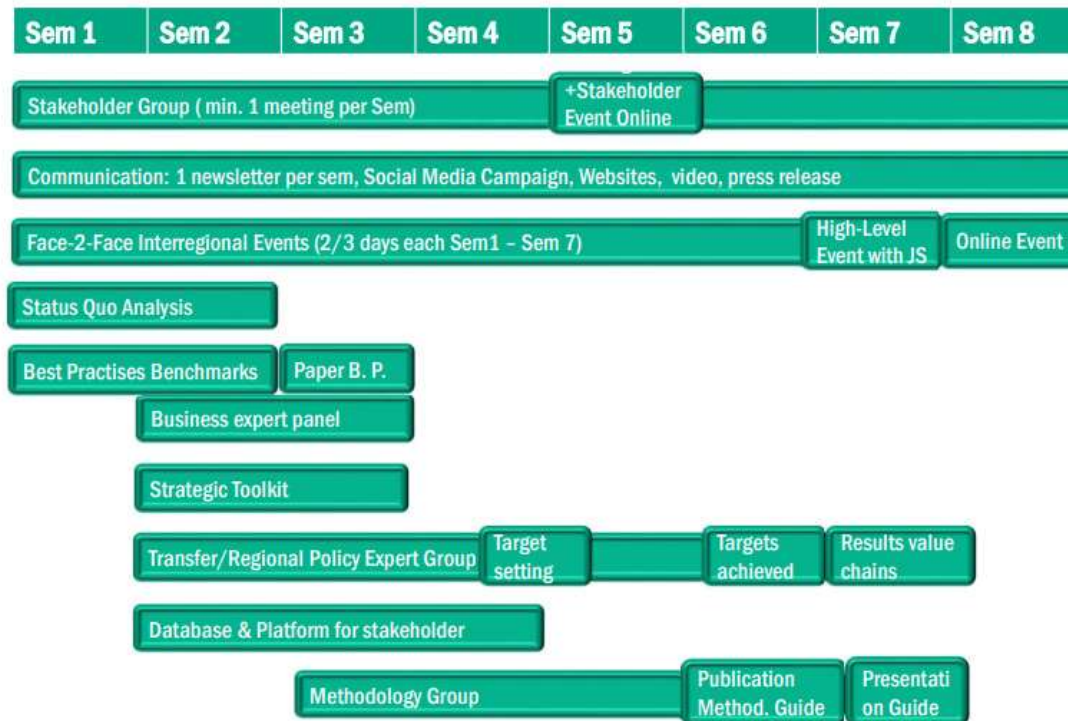 Sem 1 Sem 2 Sem 3 Sem 4 Sem 5 Sem 6 Sem 7 Sem 8
Stakeholder Group ( min. 1 meeting per Sem)
+Stakeholder
Event Online
Communication: 1 newsletter per sem, Social Media Campaign, Websites, video, press release
Face-2-Face Interregional Events (2/3 days each Sem1 – Sem 7)
High-Level
Event with JS
Online Event
Status Quo Analysis
Best Practises Benchmarks
Paper B. P.
Business expert panel
Strategic Toolkit
Transfer/Regional Policy Expert Group
Target
setting
Targets
achieved
Results value
chains
Database & Platform for stakeholder
Methodology Group
Publication
Method. Guide
Presentati
on Guide